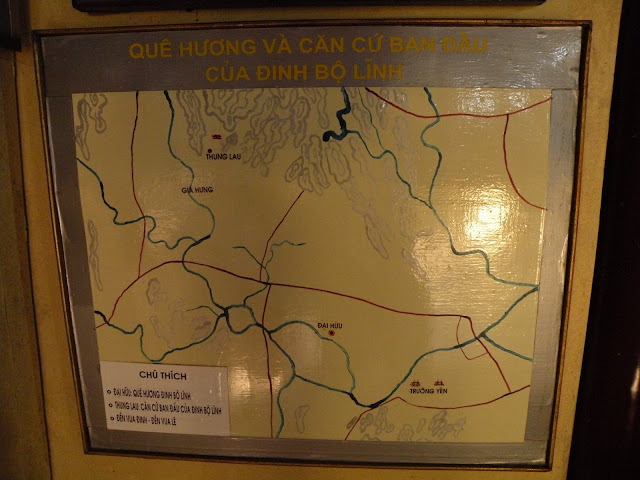 QUÊ HƯƠNG VÀ CĂN CỨ BAN ĐẦU
CỦA ĐINH BỘ LĨNH
THUNG LAU
GIA HƯNG
ĐẠI HỮU
TRƯỜNG YÊN
CHÚ THÍCH
ĐẠI HỮU: QUÊ HƯƠNG ĐINH BỘ LĨNH
THUNG LAU: CĂN CỨ BAN ĐẦU CỦA ĐINH BỘ LĨNH
ĐỀN VUA ĐINH - ĐỀN VUA LÊ